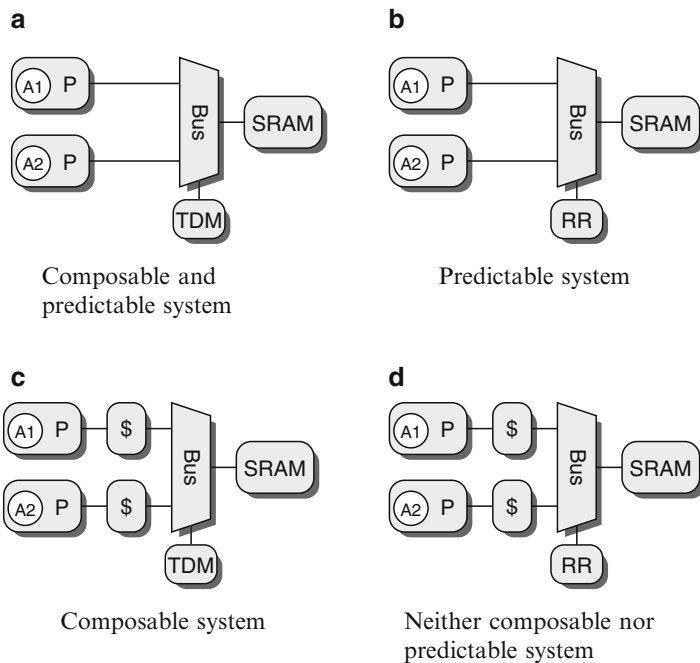 a
A1 P
Bus
SRAM
A2 P
TDM
Composable and
predictable system
b
A1 P
Bus
SRAM
A2 P
RR
Predictable system
c
A1 P
$
Bus
SRAM
A2 P
$
TDM
Composable system
d
A1 P
$
Bus
SRAM
A2 P
$
RR
Neither composable nor
predictable system